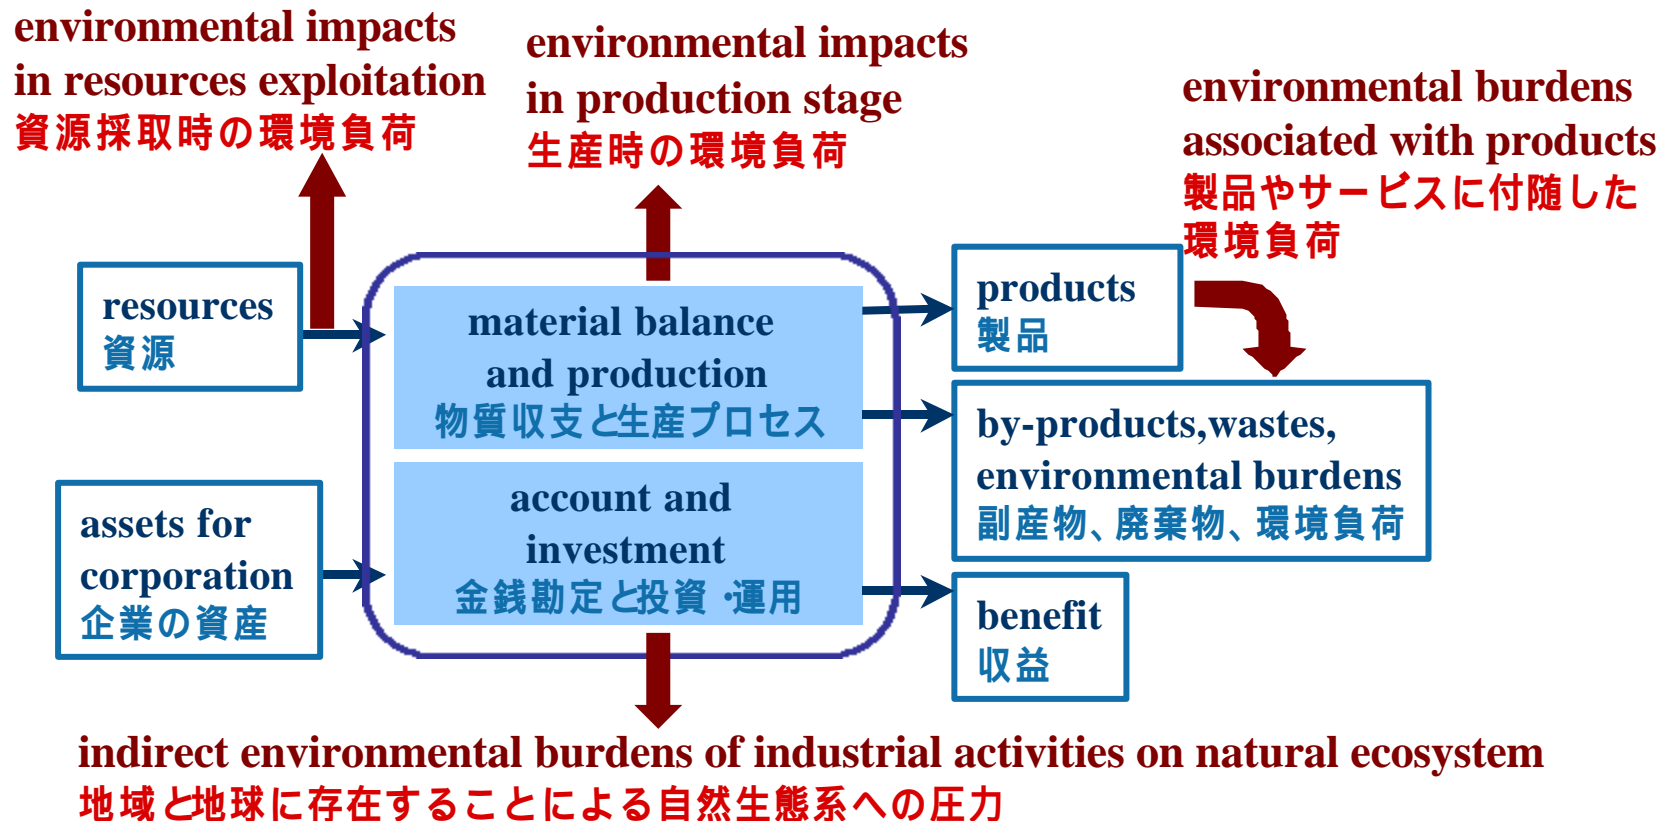 environmental impacts
in resources exploitation
資源採取時の環境負荷
environmental impacts
in production stage
生産時の環境負荷
environmental burdens
associated with products
製品やサービスに付随した
環境負荷
resources
資源
material balance
and production
物質収支と生産プロセス
products
製品
by-products,wastes,
environmental burdens
副産物、廃棄物、環境負荷
assets for
corporation
企業の資産
account and
investment
金銭勘定と投資・運用
benefit
収益
indirect environmental burdens of industrial activities on natural ecosystem
地域と地球に存在することによる自然生態系への圧力